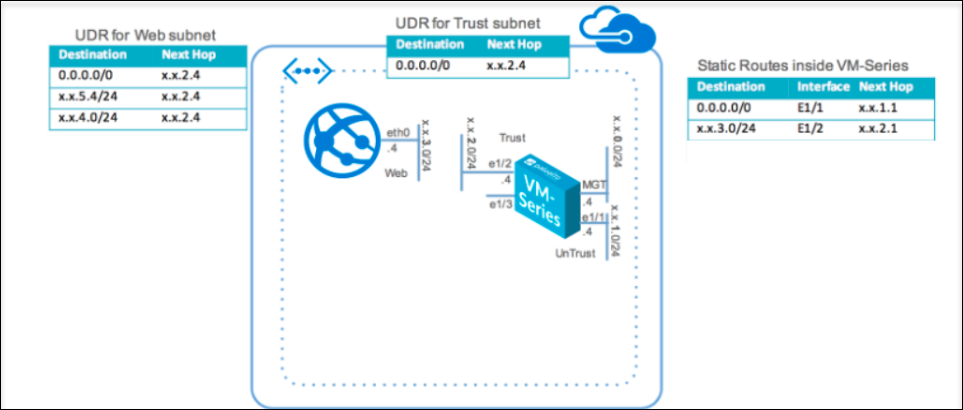 UDR for Web subnet
Destination Next Hop
0.0.0.0/0 x.x.2.4
x.x.5.4/24 x.x.2.4
x.x.4.0/24 x.x.2.4
UDR for Trust subnet
Destination Next Hop
0.0.0.0/0 x.x.2.4
Static Routes inside VM-Series
Destination Interface Next Hop
0.0.0.0/0 E1/1 x.x.1.1
x.x.3.0/24 E1/2 x.x.2.1
eth0
.4
Web
x.x.3.0/24
x.x.2.0/24
Trust
e1/2
.4
e1/3
VM-
Series
x.x.0.0/24
MGT
.4
e1/1
.4
x.x.1.0/24
UnTrust